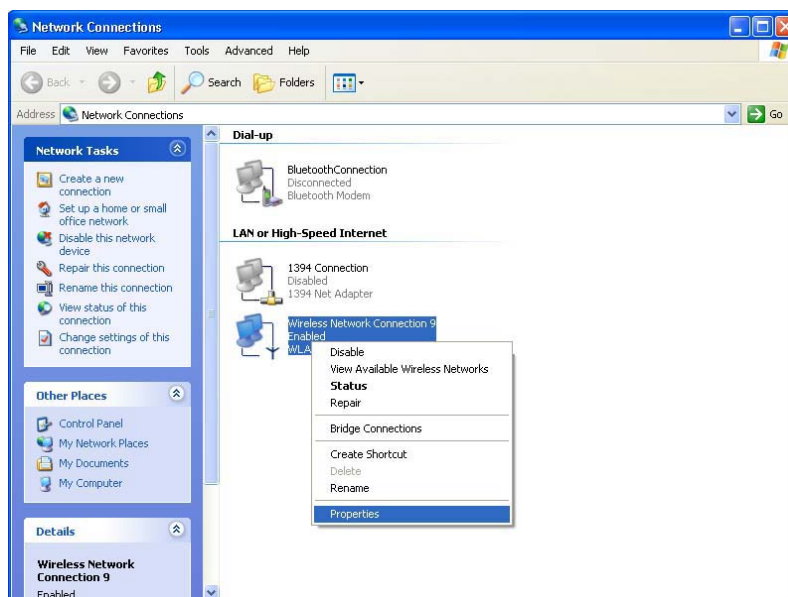 Network Connections
File Edit View Favorites Tools Advanced Help
Back Search Folders
Address Network Connections Go
Network Tasks
Create a new
connection
Set up a home or small
office network
Disable this network
device
Repair this connection
Rename this connection
View status of this
connection
Change settings of this
connection
Other Places
Control Panel
My Network Places
My Documents
My Computer
Details
Wireless Network
Connection 9
Enabled
Dial-up
BluetoothConnection
Disconnected
Bluetooth Modem
LAN or High-Speed Internet
1394 Connection
Disabled
1394 Net Adapter
Wireless Network Connection 9
Enabled
WLA
Disable
View Available Wireless Networks
Status
Repair
Bridge Connections
Create Shortcut
Delete
Rename
Properties